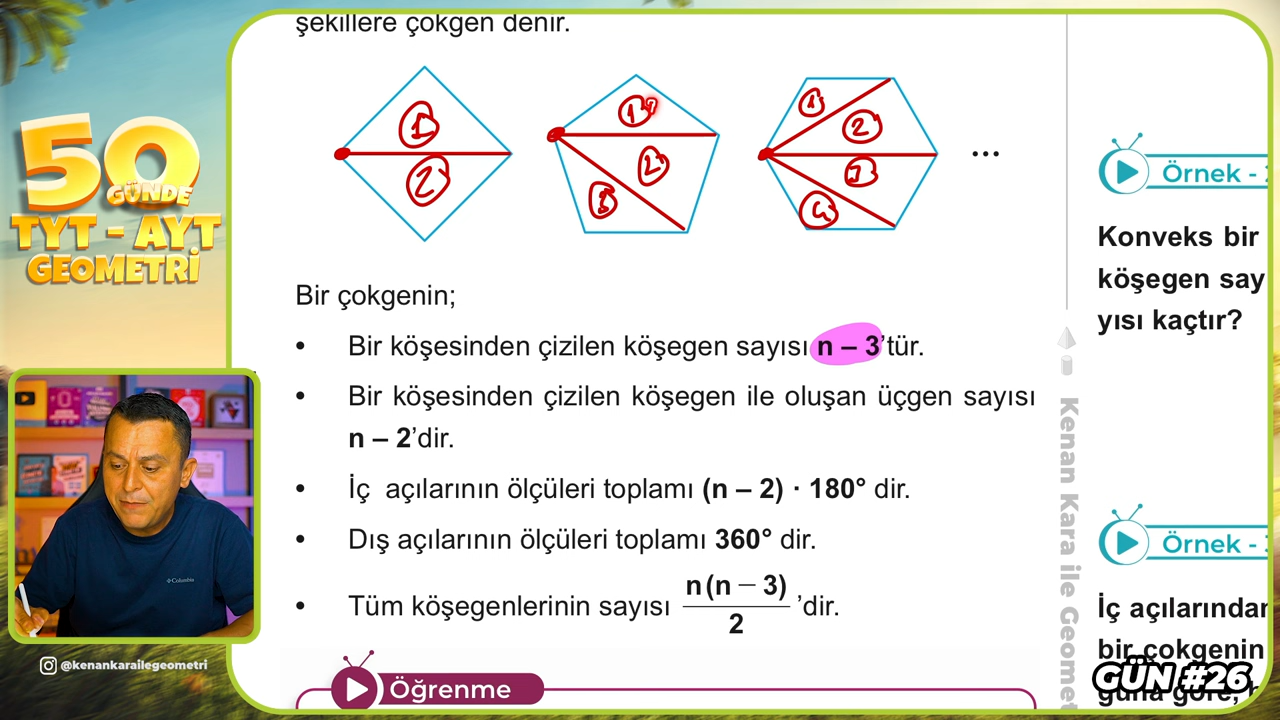 şekillere çokgen denir.
50
GÜNDE
TYT - AYT
GEOMETRİ
1
2
1
2
3
1
2
3
4
...
Bir çokgenin;
• Bir köşesinden çizilen köşegen sayısı n – 3'tür.
• Bir köşesinden çizilen köşegen ile oluşan üçgen sayısı
n – 2'dir.
• İç açılarının ölçüleri toplamı (n – 2) · 180° dir.
• Dış açılarının ölçüleri toplamı 360° dir.
• Tüm köşegenlerinin sayısı n(n – 3)/2 'dir.
Öğrenme
Kenan Kara ile Geomet
Örnek -
Konveks bir
köşegen say
yısı kaçtır?
Örnek -
İç açılarından
bir çokgenin
GÜN #26
Columbia
@kenankarailegeometri